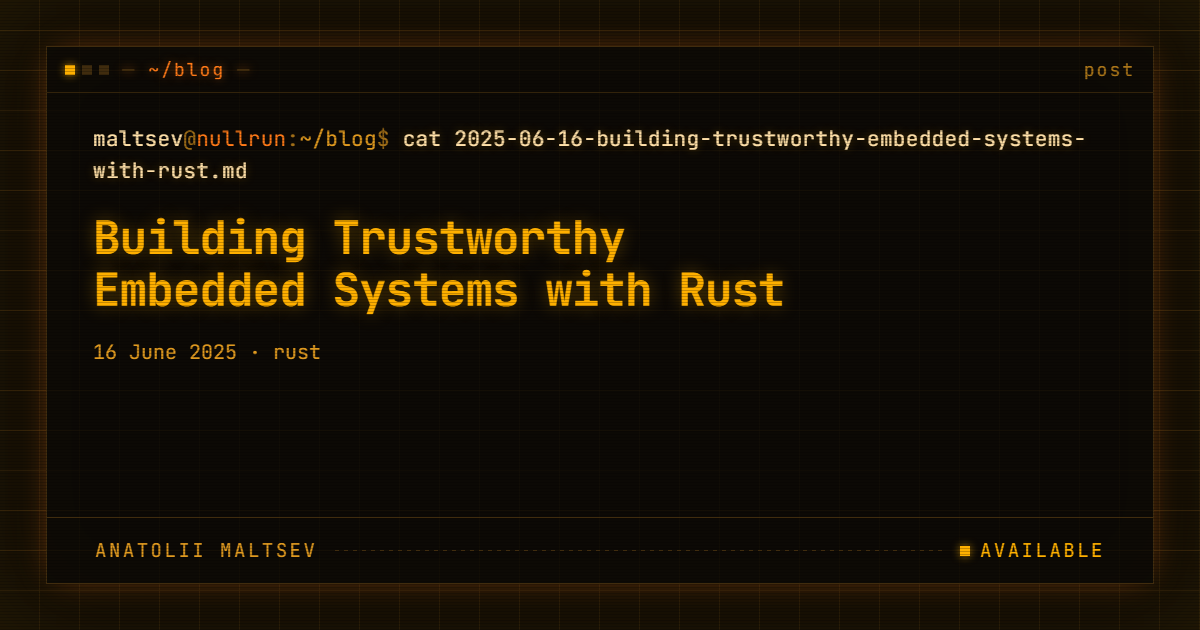 — ~/blog —
post
maltsev@nullrun:~/blog$ cat 2025-06-16-building-trustworthy-embedded-systems-
with-rust.md
Building Trustworthy
Embedded Systems with Rust
16 June 2025 · rust
ANATOLII MALTSEV
AVAILABLE